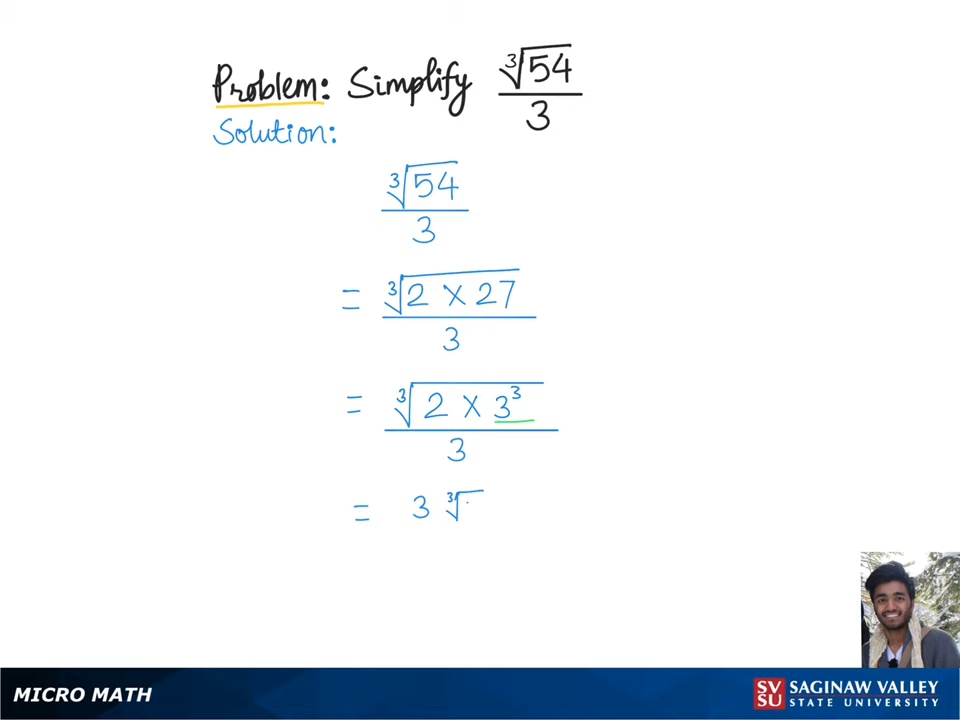 Problem: Simplify ∛54 / 3
Solution:
∛54 / 3
= ∛2 × 27 / 3
= ∛2 × 3³ / 3
= 3 ∛
MICRO MATH
SV SU SAGINAW VALLEY STATE UNIVERSITY